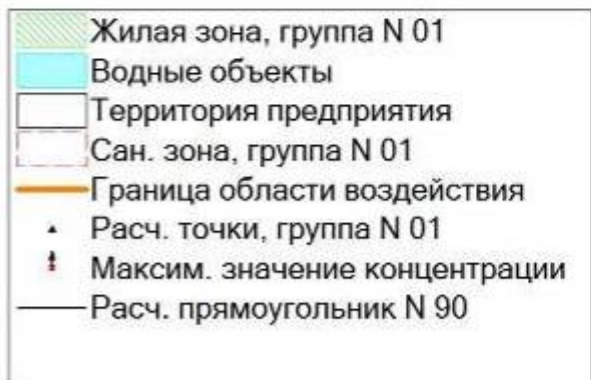 Жилая зона, группа N 01
Водные объекты
Территория предприятия
Сан. зона, группа N 01
Граница области воздействия
Расч. точки, группа N 01
Максим. значение концентрации
Расч. прямоугольник N 90